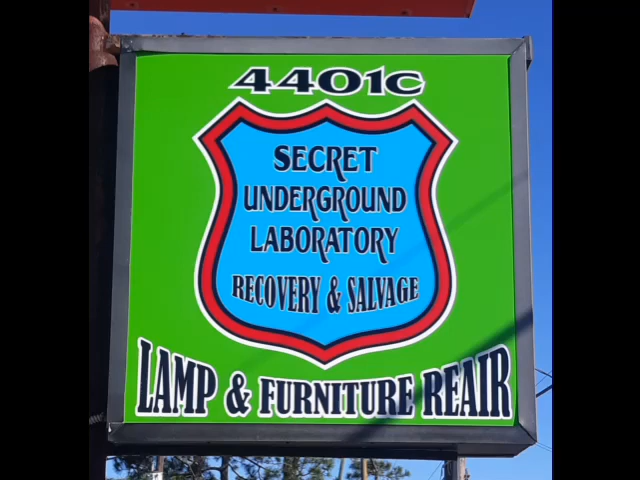 4401C
SECRET
UNDERGROUND
LABORATORY
RECOVERY & SALVAGE
LAMP & FURNITURE REAIR